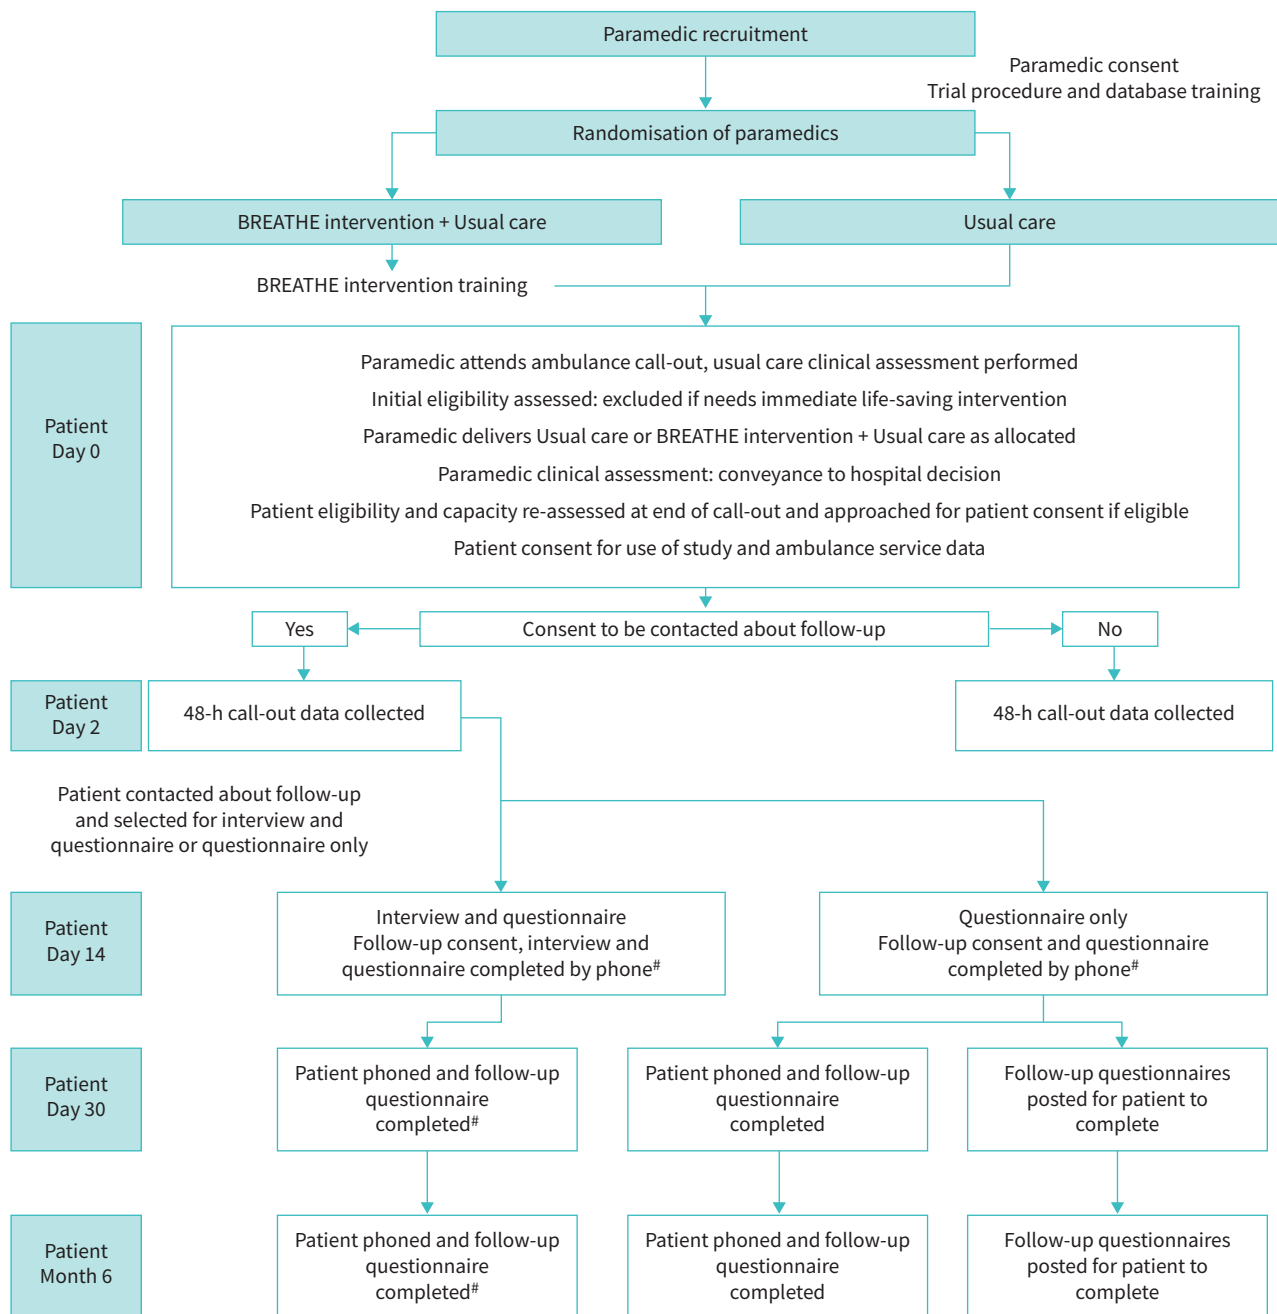 Paramedic recruitment
Paramedic consent
Trial procedure and database training
Randomisation of paramedics
BREATHE intervention + Usual care
Usual care
BREATHE intervention training
Patient
Day 0
Paramedic attends ambulance call-out, usual care clinical assessment performed
Initial eligibility assessed: excluded if needs immediate life-saving intervention
Paramedic delivers Usual care or BREATHE intervention + Usual care as allocated
Paramedic clinical assessment: conveyance to hospital decision
Patient eligibility and capacity re-assessed at end of call-out and approached for patient consent if eligible
Patient consent for use of study and ambulance service data
Yes
Consent to be contacted about follow-up
No
Patient
Day 2
48-h call-out data collected
48-h call-out data collected
Patient contacted about follow-up
and selected for interview and
questionnaire or questionnaire only
Patient
Day 14
Interview and questionnaire
Follow-up consent, interview and
questionnaire completed by phone#
Questionnaire only
Follow-up consent and questionnaire
completed by phone#
Patient
Day 30
Patient phoned and follow-up
questionnaire
completed#
Patient phoned and follow-up
questionnaire
completed
Follow-up questionnaires
posted for patient to
complete
Patient
Month 6
Patient phoned and follow-up
questionnaire
completed#
Patient phoned and follow-up
questionnaire
completed
Follow-up questionnaires
posted for patient to
complete